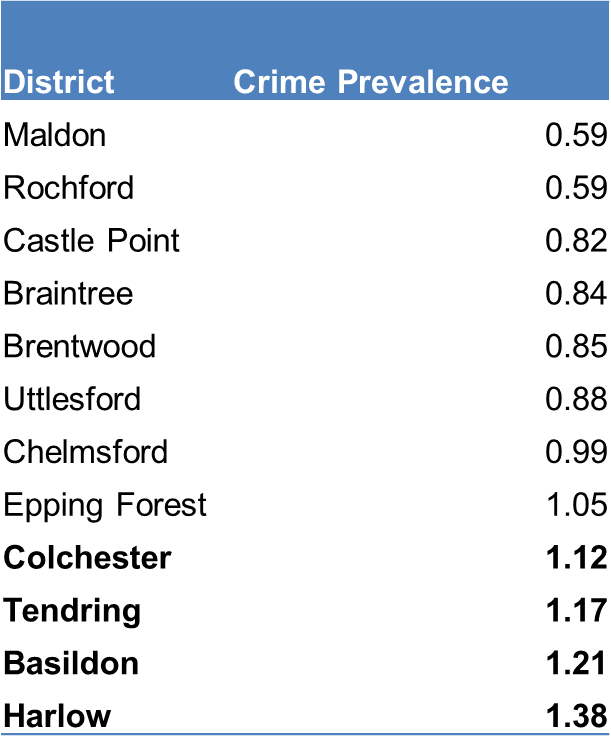 District Crime Prevalence
Maldon 0.59
Rochford 0.59
Castle Point 0.82
Braintree 0.84
Brentwood 0.85
Uttlesford 0.88
Chelmsford 0.99
Epping Forest 1.05
Colchester 1.12
Tendring 1.17
Basildon 1.21
Harlow 1.38